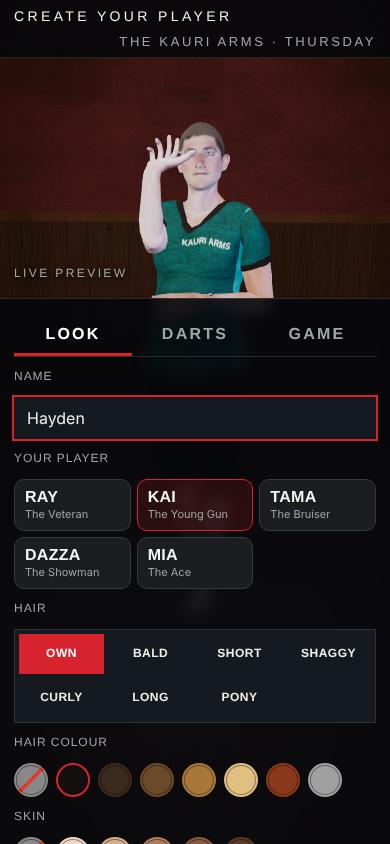 CREATE YOUR PLAYER
THE KAURI ARMS · THURSDAY
KAURI ARMS
LIVE PREVIEW
LOOK DARTS GAME
NAME
Hayden
YOUR PLAYER
RAY KAI TAMA
The Veteran The Young Gun The Bruiser
DAZZA MIA
The Showman The Ace
HAIR
OWN BALD SHORT SHAGGY
CURLY LONG PONY
HAIR COLOUR
SKIN